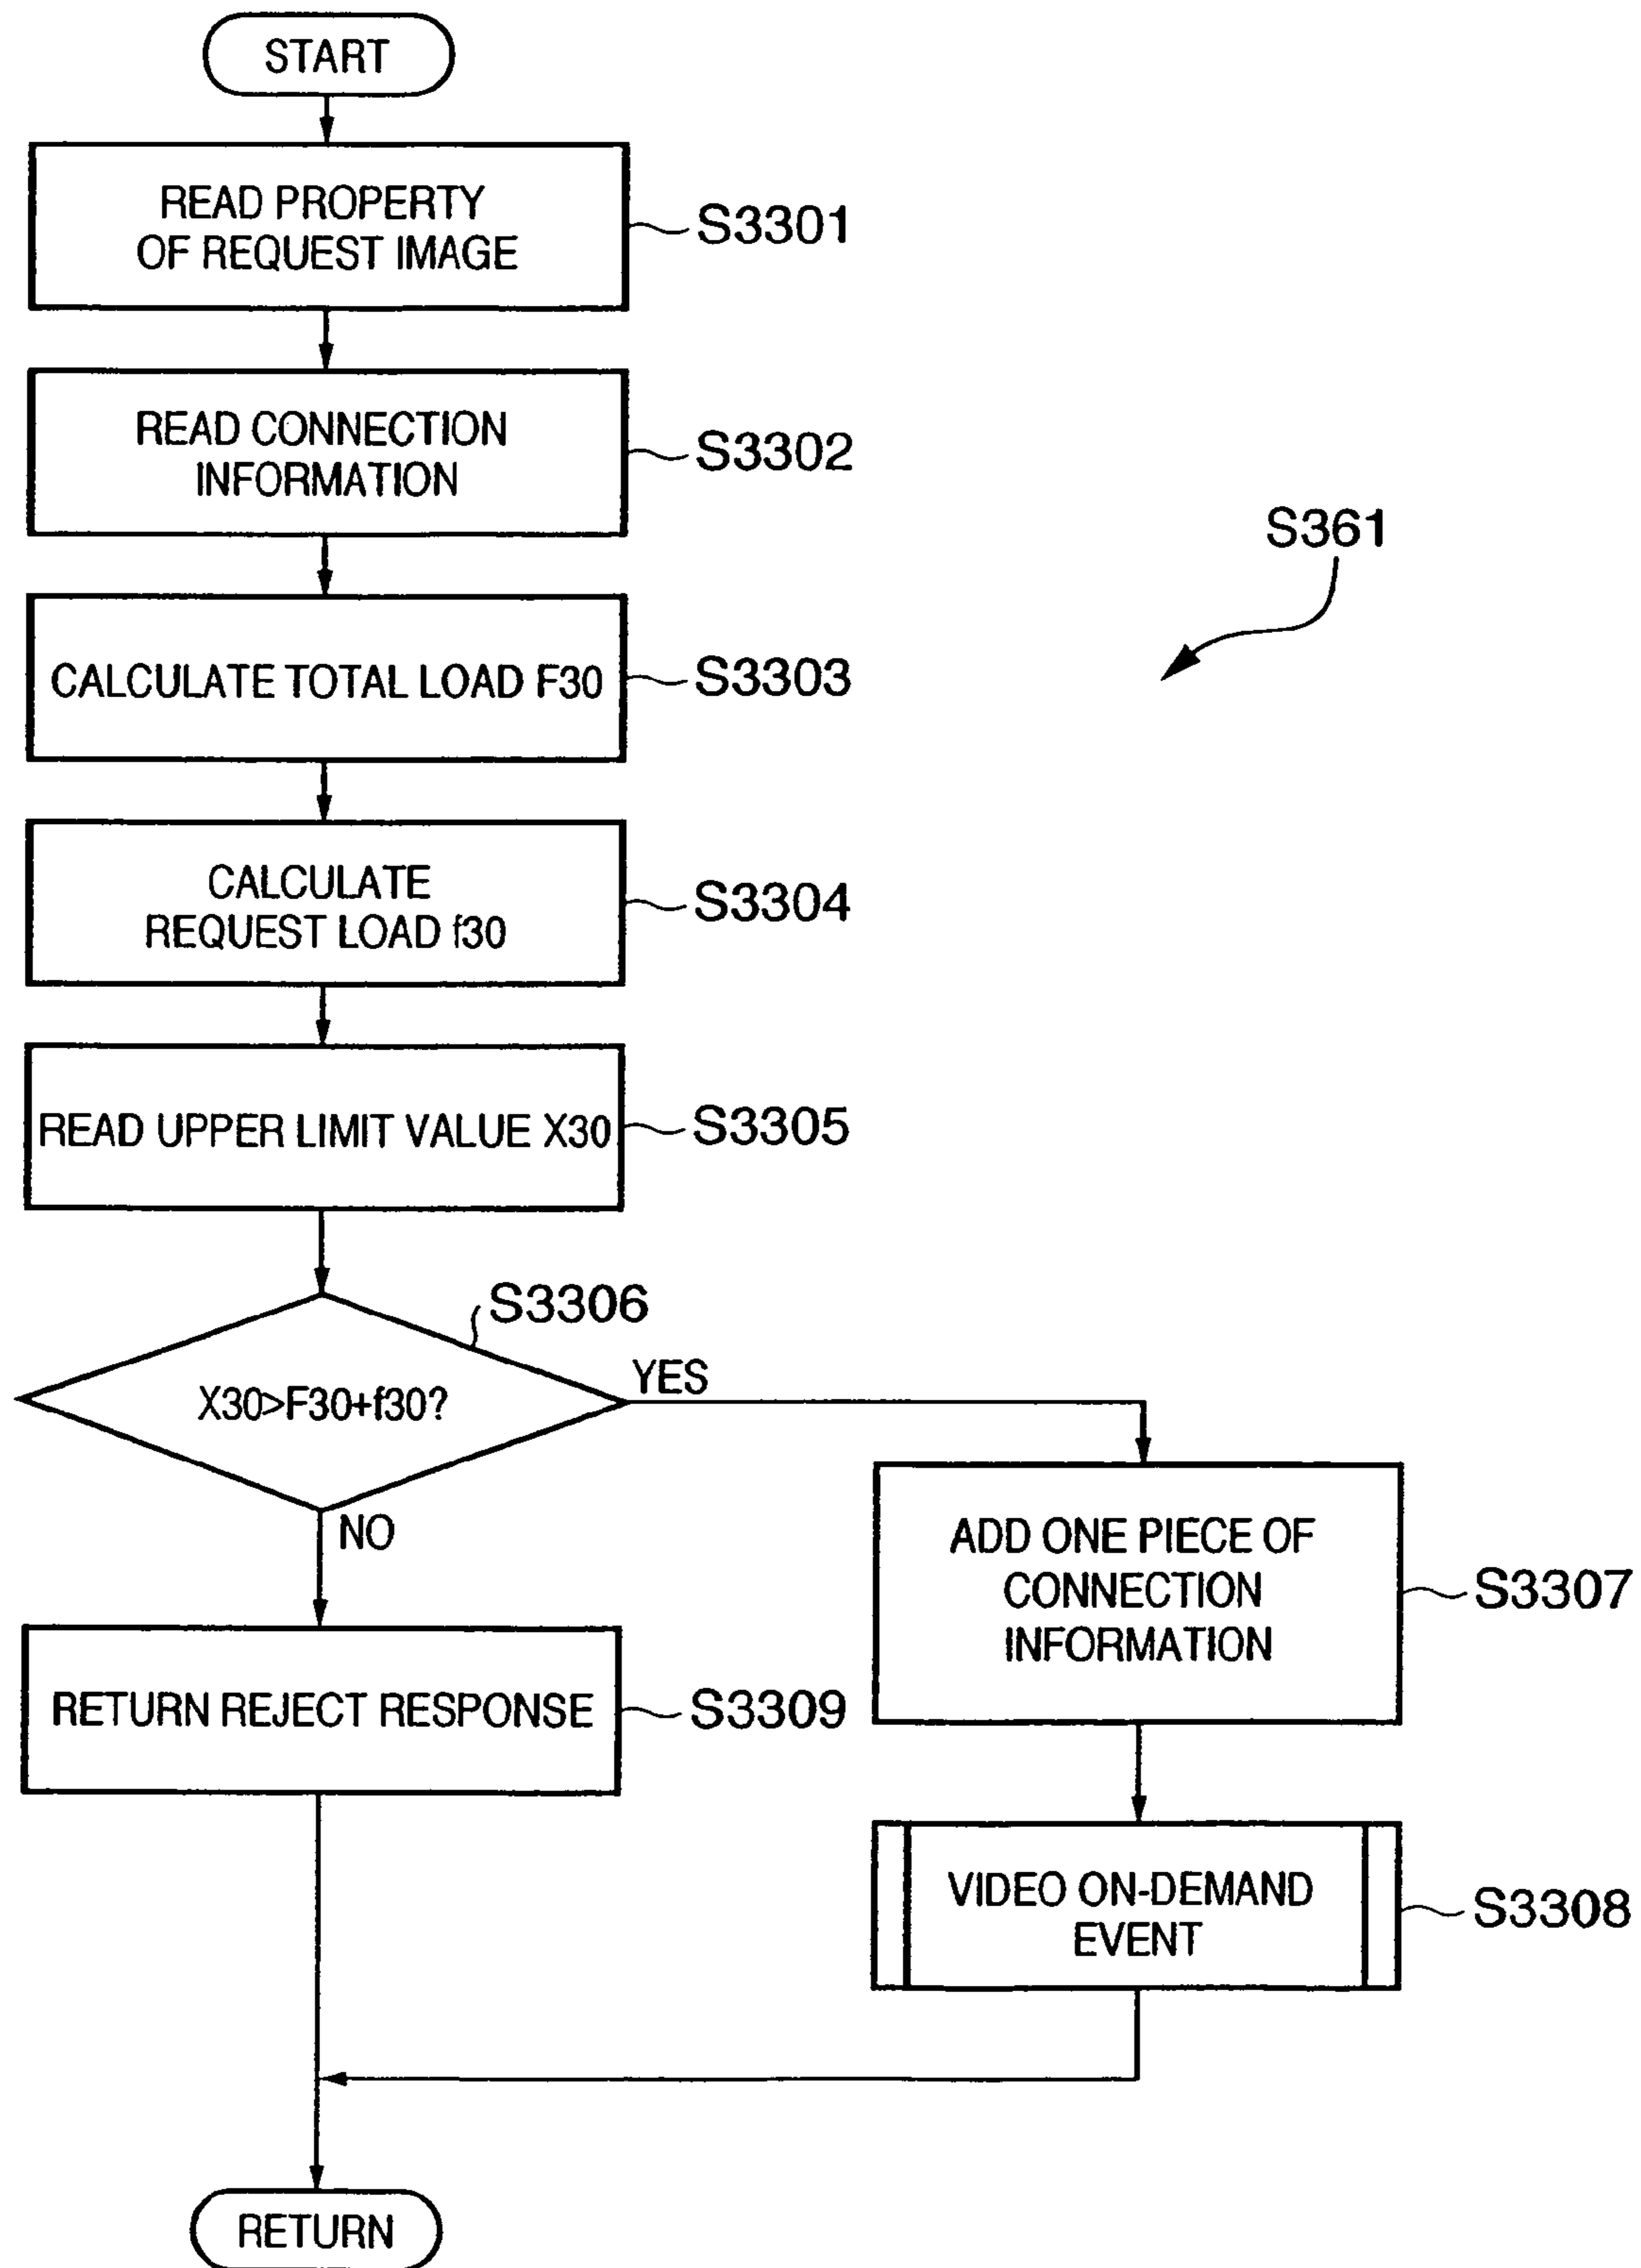 START
READ PROPERTY
OF REQUEST IMAGE
S3301
READ CONNECTION
INFORMATION
S3302
S361
CALCULATE TOTAL LOAD F30
S3303
CALCULATE
REQUEST LOAD f30
S3304
READ UPPER LIMIT VALUE X30
S3305
S3306
X30>F30+f30?
YES
NO
ADD ONE PIECE OF
CONNECTION
INFORMATION
S3307
RETURN REJECT RESPONSE
S3309
VIDEO ON-DEMAND
EVENT
S3308
RETURN